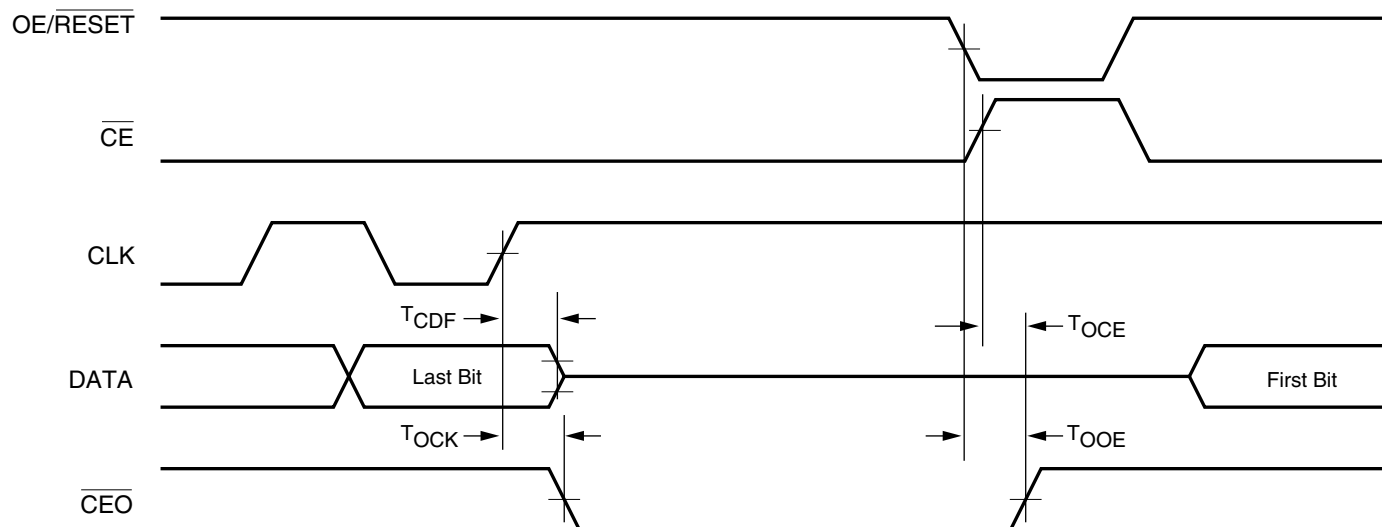 OE/RESET
CE
CLK
TCDF
TOCE
DATA
Last Bit
First Bit
TOCK
TOOE
CEO